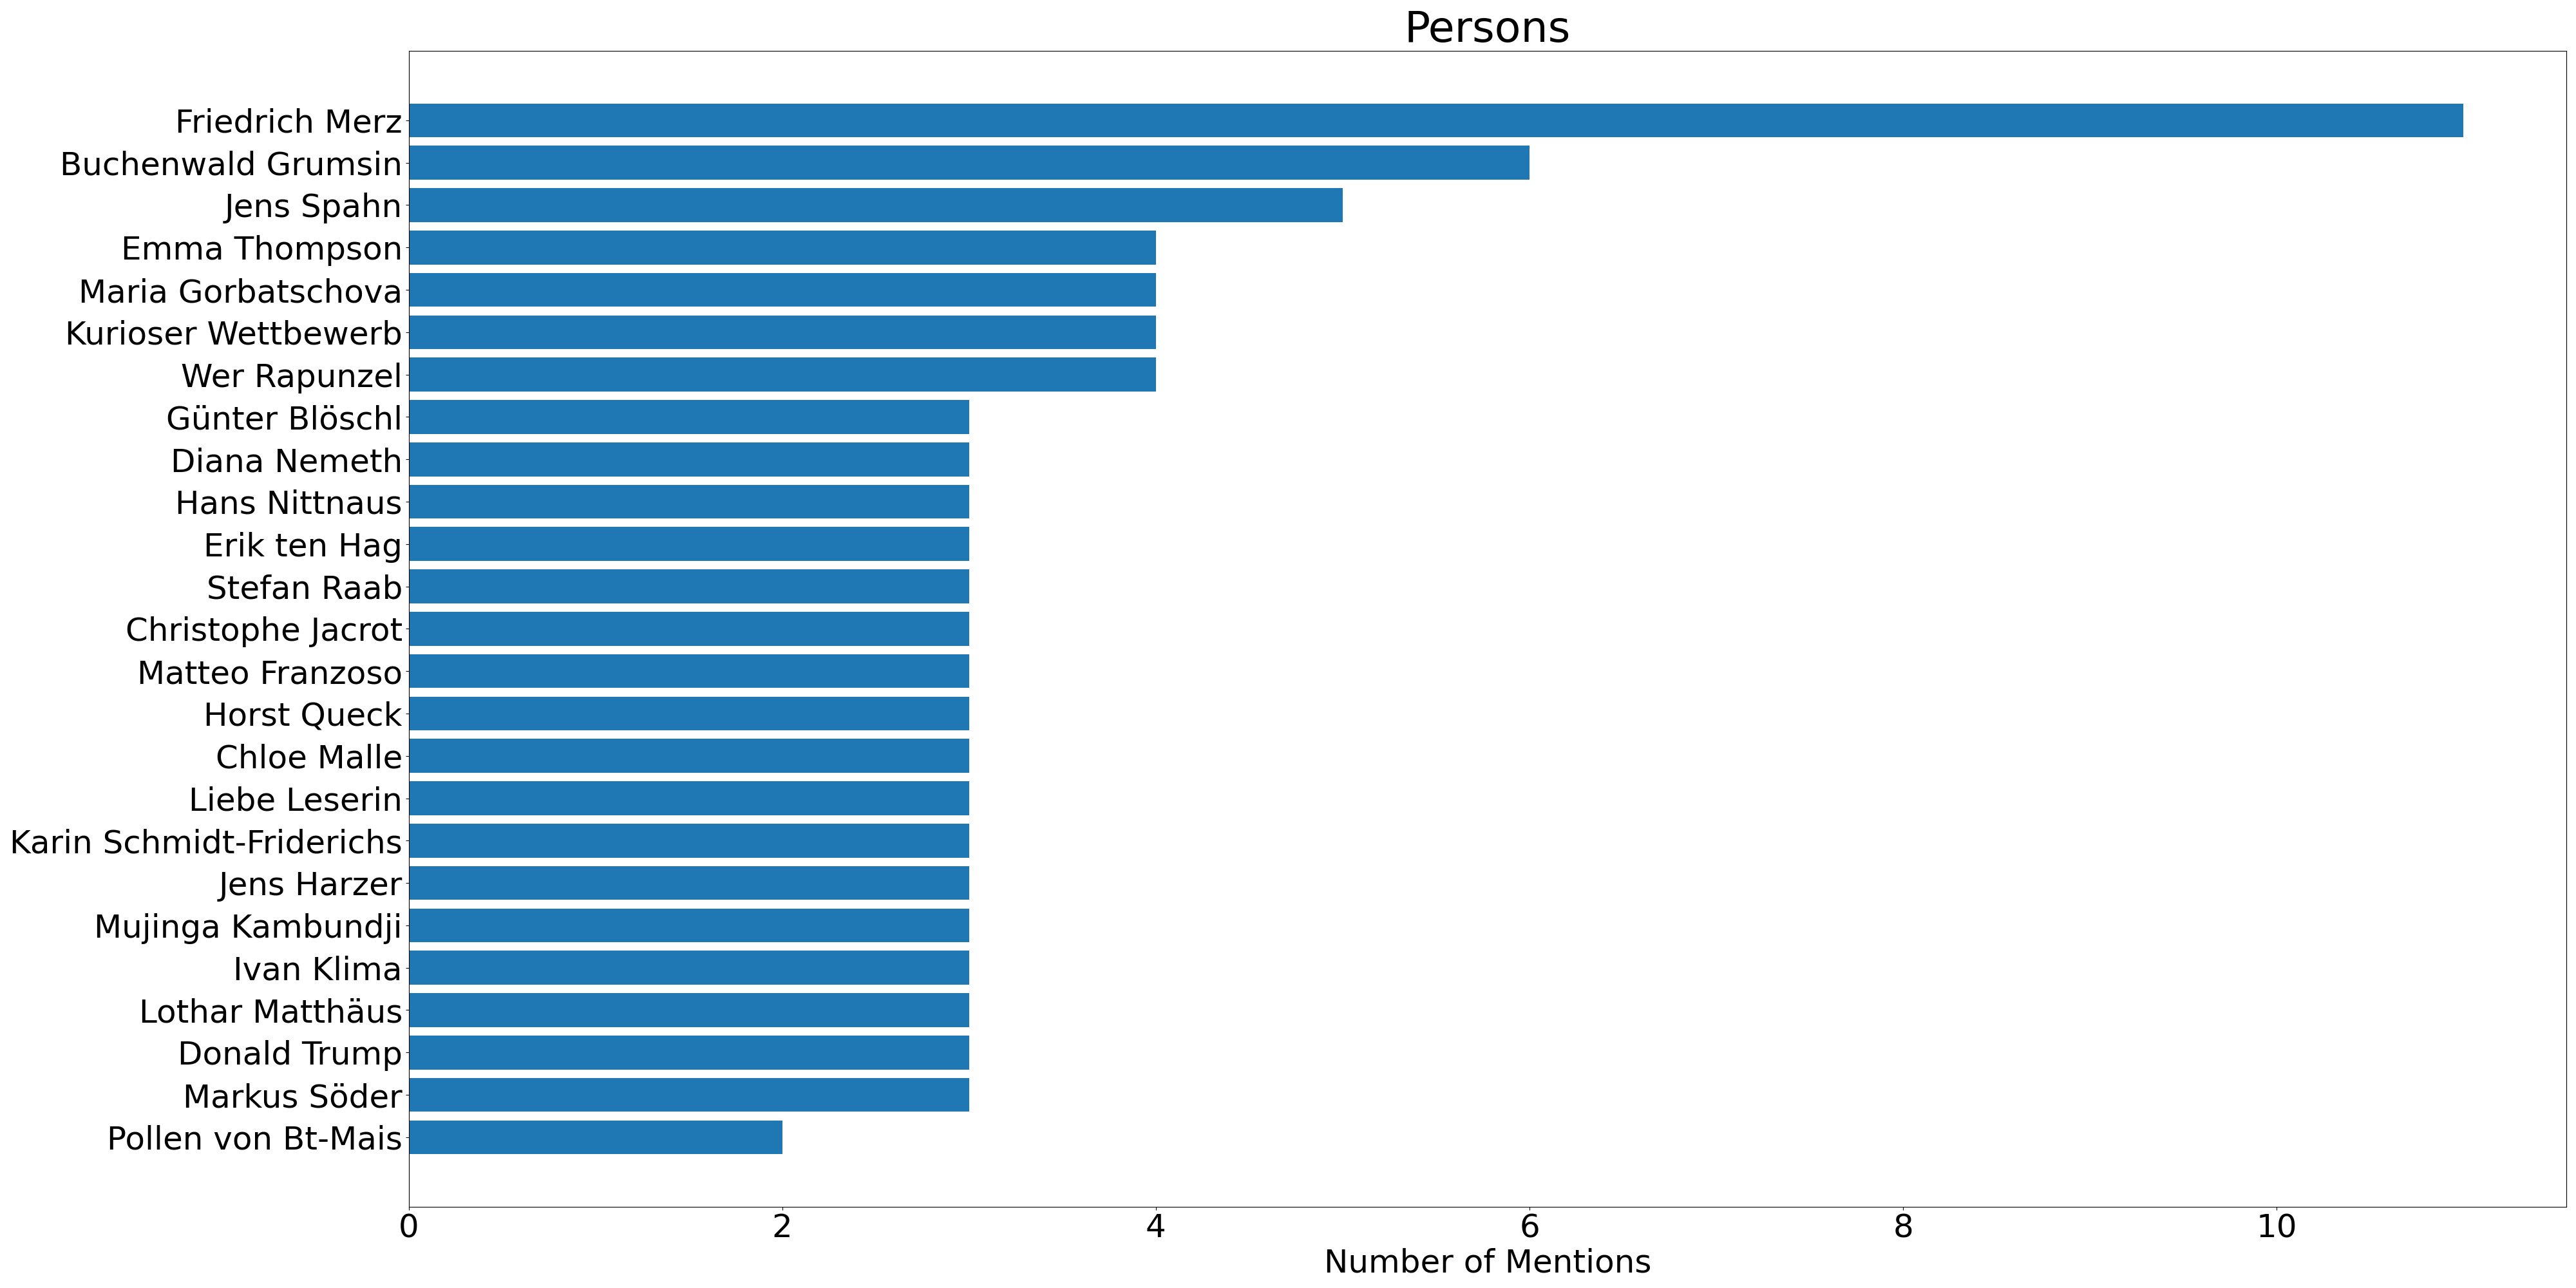 Persons
Friedrich Merz
Buchenwald Grumsin
Jens Spahn
Emma Thompson
Maria Gorbatschova
Kurioser Wettbewerb
Wer Rapunzel
Günter Blöschl
Diana Nemeth
Hans Nittnaus
Erik ten Hag
Stefan Raab
Christophe Jacrot
Matteo Franzoso
Horst Queck
Chloe Malle
Liebe Leserin
Karin Schmidt-Friderichs
Jens Harzer
Mujinga Kambundji
Ivan Klima
Lothar Matthäus
Donald Trump
Markus Söder
Pollen von Bt-Mais
0 2 4 6 8 10
Number of Mentions